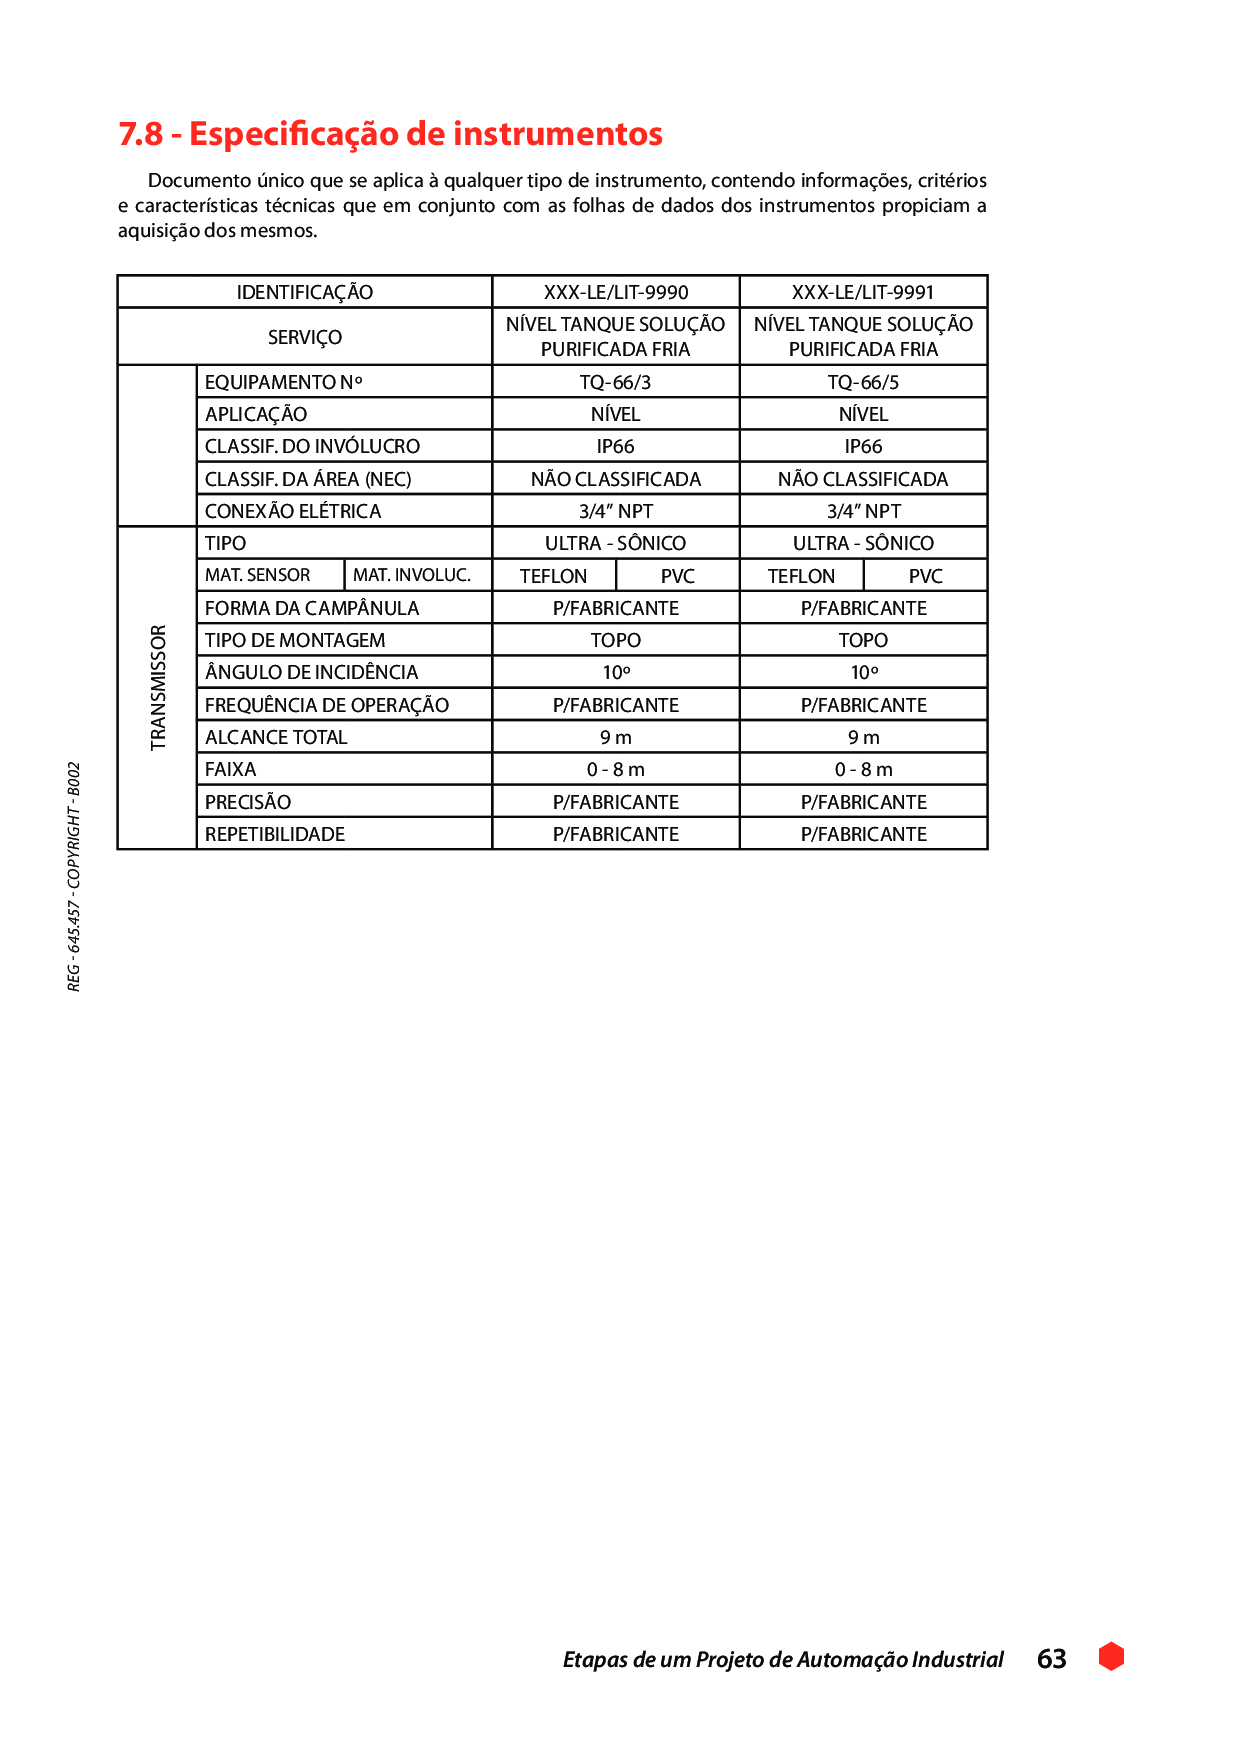 7.8 - Especificação de instrumentos
Documento único que se aplica à qualquer tipo de instrumento, contendo informações, critérios
e características técnicas que em conjunto com as folhas de dados dos instrumentos propiciam a
aquisição dos mesmos.
IDENTIFICAÇÃO XXX-LE/LIT-9990 XXX-LE/LIT-9991
SERVIÇO NÍVEL TANQUE SOLUÇÃO PURIFICADA FRIA NÍVEL TANQUE SOLUÇÃO PURIFICADA FRIA
EQUIPAMENTO Nº TQ-66/3 TQ-66/5
APLICAÇÃO NÍVEL NÍVEL
CLASSIF. DO INVÓLUCRO IP66 IP66
CLASSIF. DA ÁREA (NEC) NÃO CLASSIFICADA NÃO CLASSIFICADA
CONEXÃO ELÉTRICA 3/4” NPT 3/4” NPT
TRANSMISSOR
TIPO ULTRA - SÔNICO ULTRA - SÔNICO
MAT. SENSOR MAT. INVOLUC. TEFLON PVC TEFLON PVC
FORMA DA CAMPÂNULA P/FABRICANTE P/FABRICANTE
TIPO DE MONTAGEM TOPO TOPO
ÂNGULO DE INCIDÊNCIA 10º 10º
FREQUÊNCIA DE OPERAÇÃO P/FABRICANTE P/FABRICANTE
ALCANCE TOTAL 9 m 9 m
FAIXA 0 - 8 m 0 - 8 m
PRECISÃO P/FABRICANTE P/FABRICANTE
REPETIBILIDADE P/FABRICANTE P/FABRICANTE
REG - 645.457 - COPYRIGHT - B002
Etapas de um Projeto de Automação Industrial 63